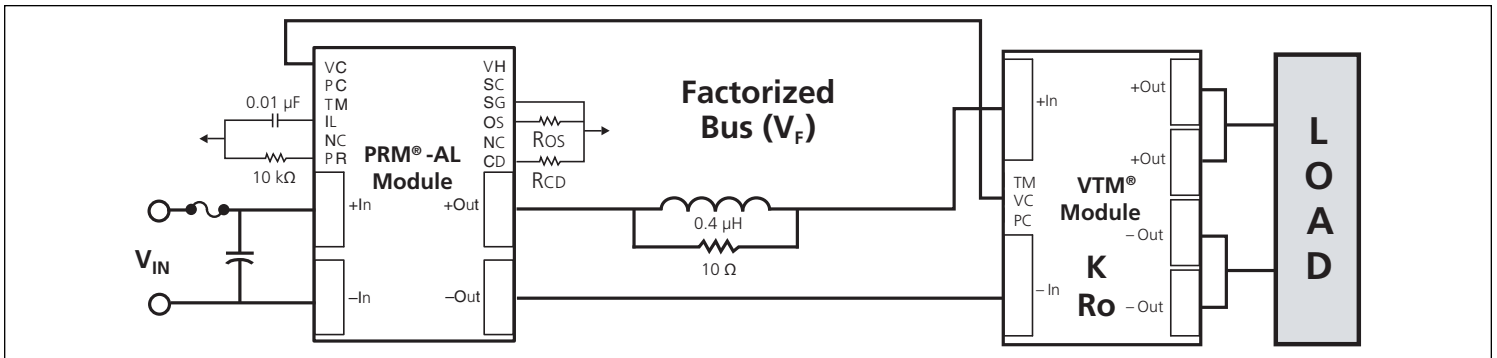 VC
PC
TM
IL
NC
PR
VH
SC
SG
OS
NC
CD
0.01 µF
10 kΩ
PRM® -AL
Module
+In
–In
+Out
–Out
VIN
ROS
RCD
Factorized
Bus (VF)
0.4 µH
10 Ω
+In
TM
VC
PC
– In
VTM®
Module
K
Ro
+Out
+Out
– Out
– Out
L
O
A
D